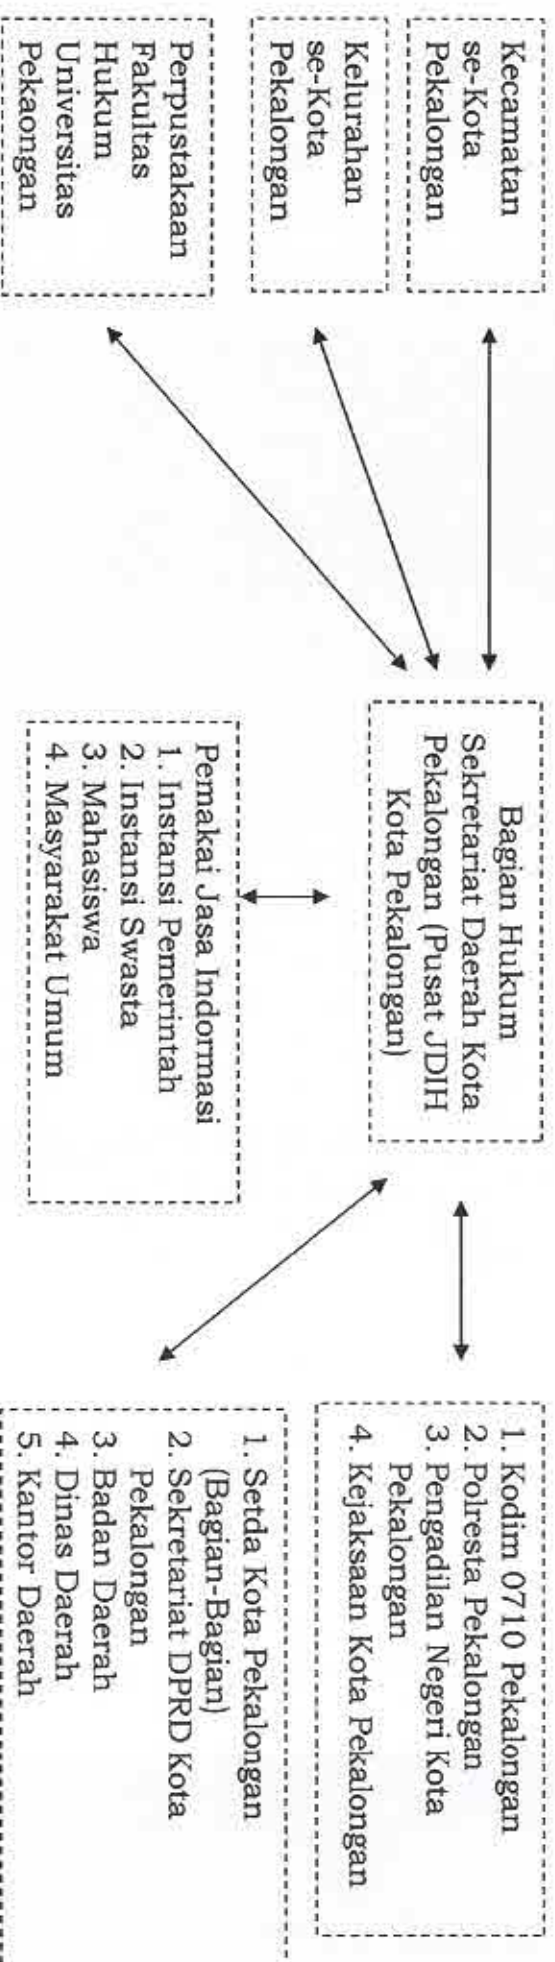 Kecamatan
se-Kota
Pekalongan
Kelurahan
se-Kota
Pekalongan
Perpustakaan
Fakultas
Hukum
Universitas
Pekaongan
Bagian Hukum
Sekretariat Daerah Kota
Pekalongan (Pusat JDIH
Kota Pekalongan)
Pemakai Jasa Indormasi
1. Instansi Pemerintah
2. Instansi Swasta
3. Mahasiswa
4. Masyarakat Umum
1. Kodim 0710 Pekalongan
2. Polresta Pekalongan
3. Pengadilan Negeri Kota
Pekalongan
4. Kejaksaan Kota Pekalongan
1. Setda Kota Pekalongan
(Bagian-Bagian)
2. Sekretariat DPRD Kota
Pekalongan
3. Badan Daerah
4. Dinas Daerah
5. Kantor Daerah